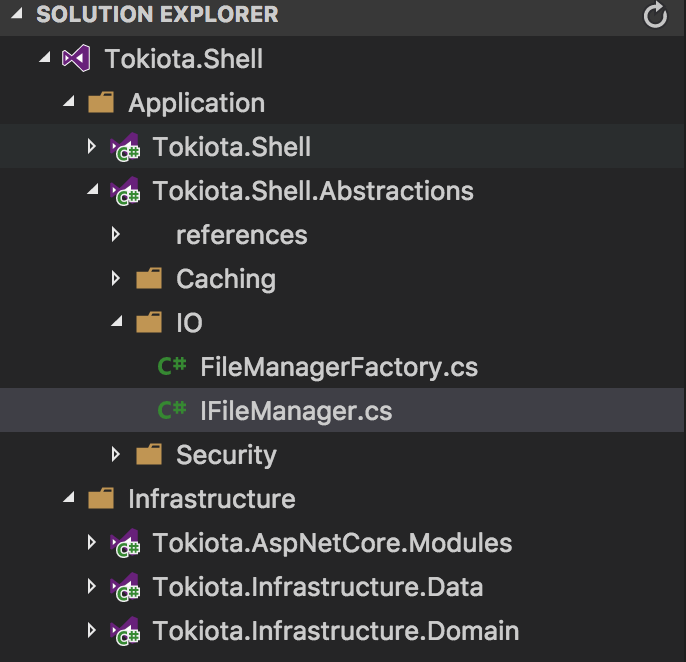 SOLUTION EXPLORER
Tokiota.Shell
Application
C# Tokiota.Shell
C# Tokiota.Shell.Abstractions
references
Caching
IO
C# FileManagerFactory.cs
C# IFileManager.cs
Security
Infrastructure
C# Tokiota.AspNetCore.Modules
C# Tokiota.Infrastructure.Data
C# Tokiota.Infrastructure.Domain